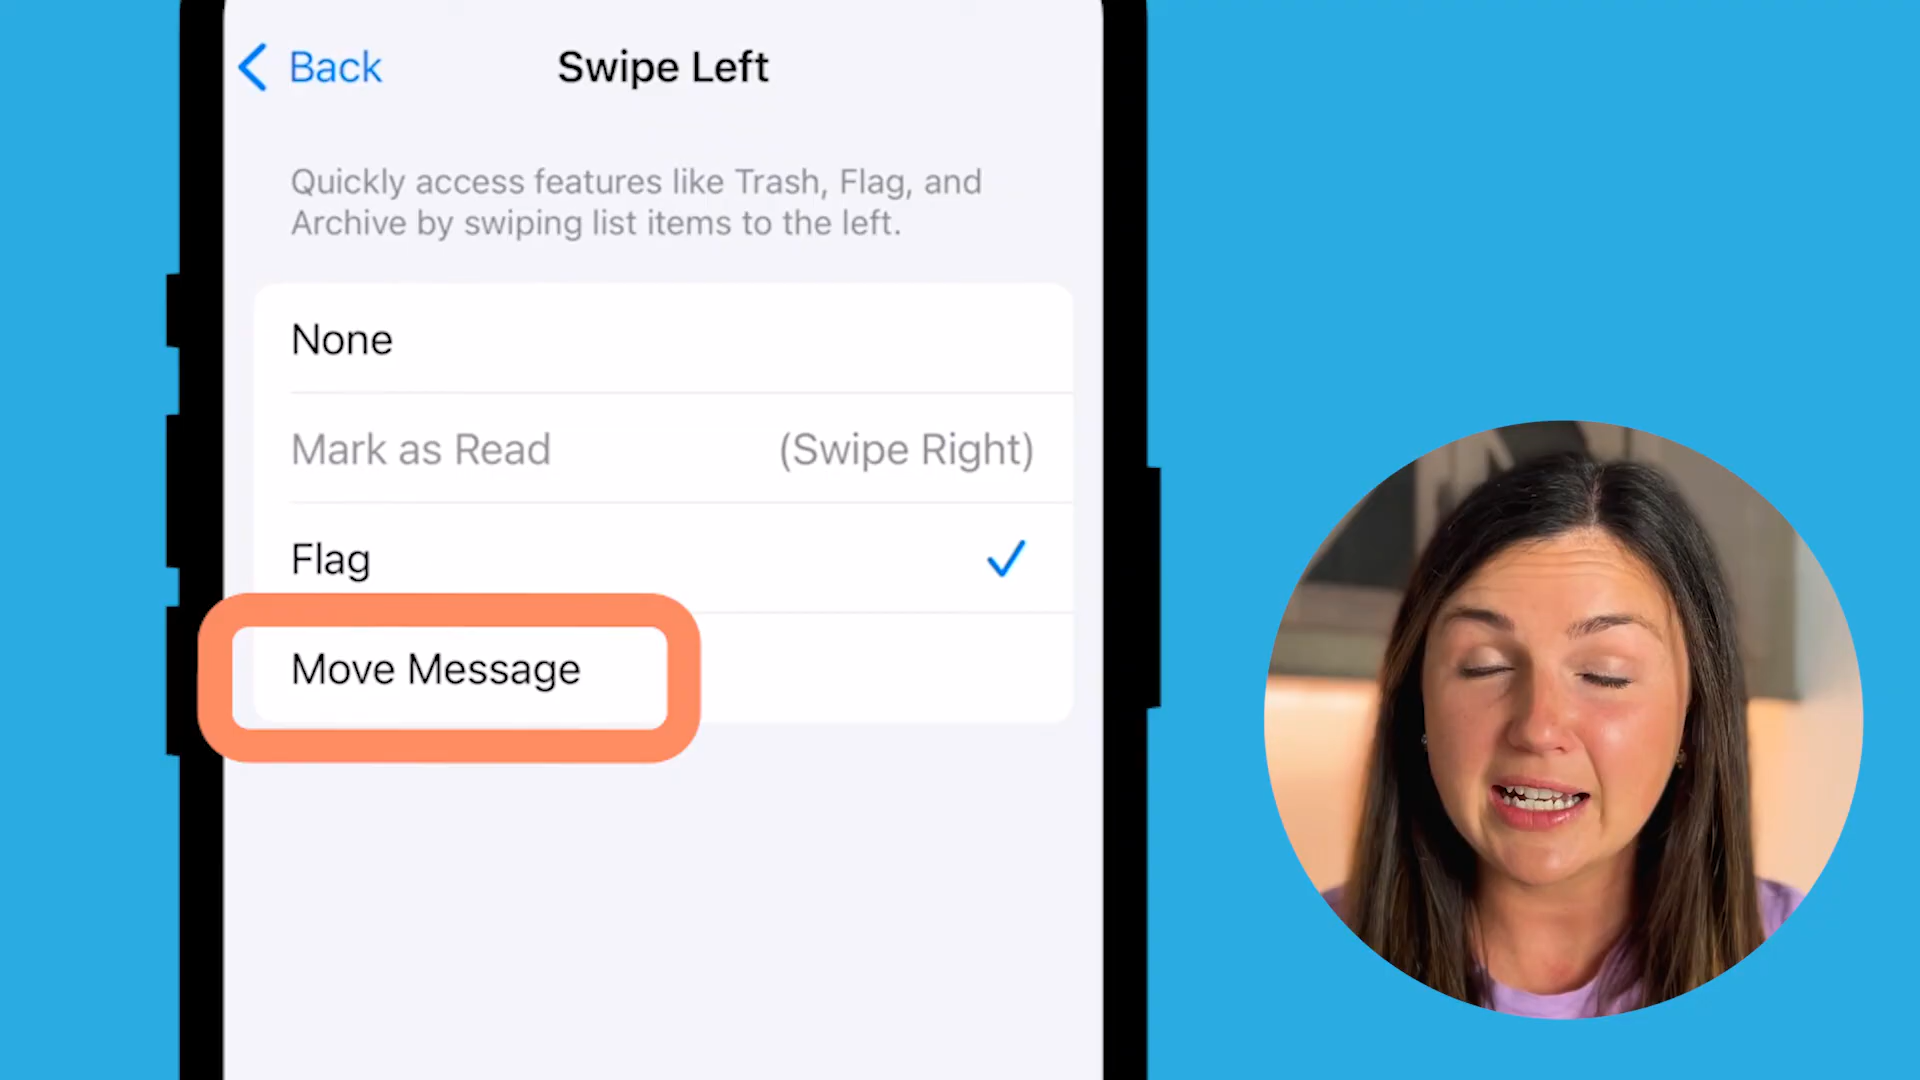 Back
Swipe Left
Quickly access features like Trash, Flag, and
Archive by swiping list items to the left.
None
Mark as Read (Swipe Right)
Flag
Move Message